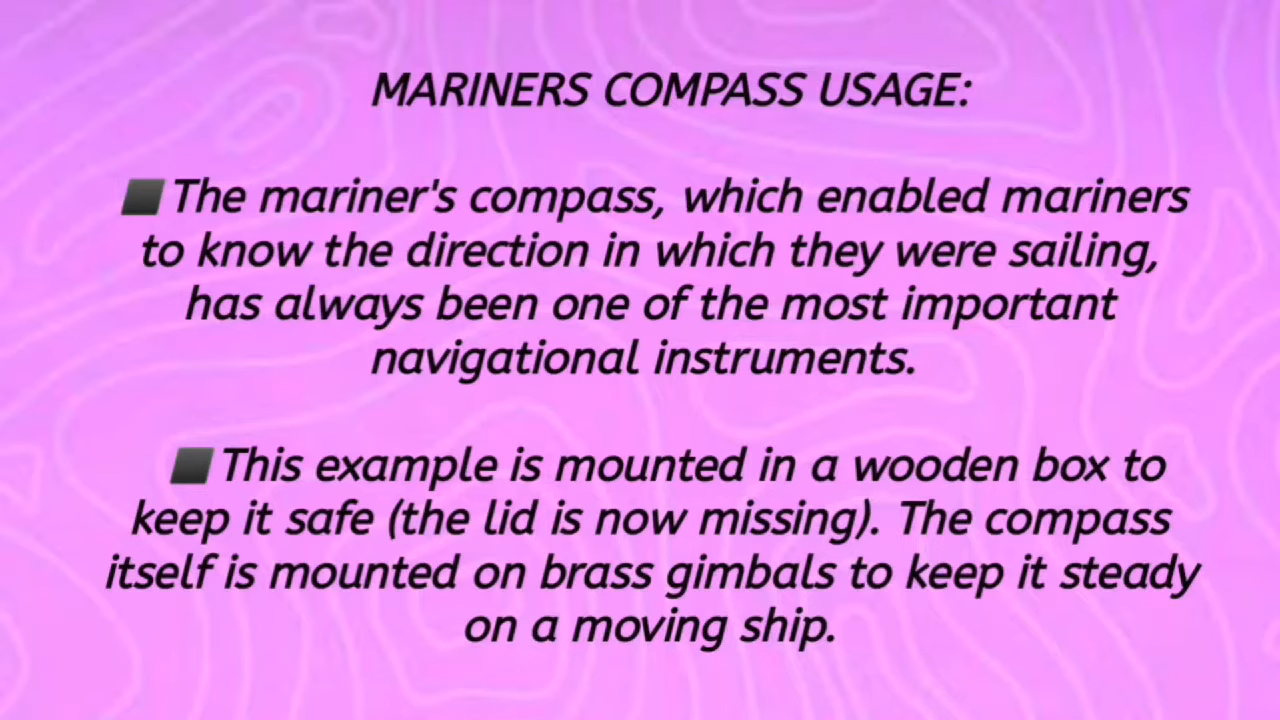 MARINERS COMPASS USAGE:
◾The mariner's compass, which enabled mariners
to know the direction in which they were sailing,
has always been one of the most important
navigational instruments.
◾This example is mounted in a wooden box to
keep it safe (the lid is now missing). The compass
itself is mounted on brass gimbals to keep it steady
on a moving ship.